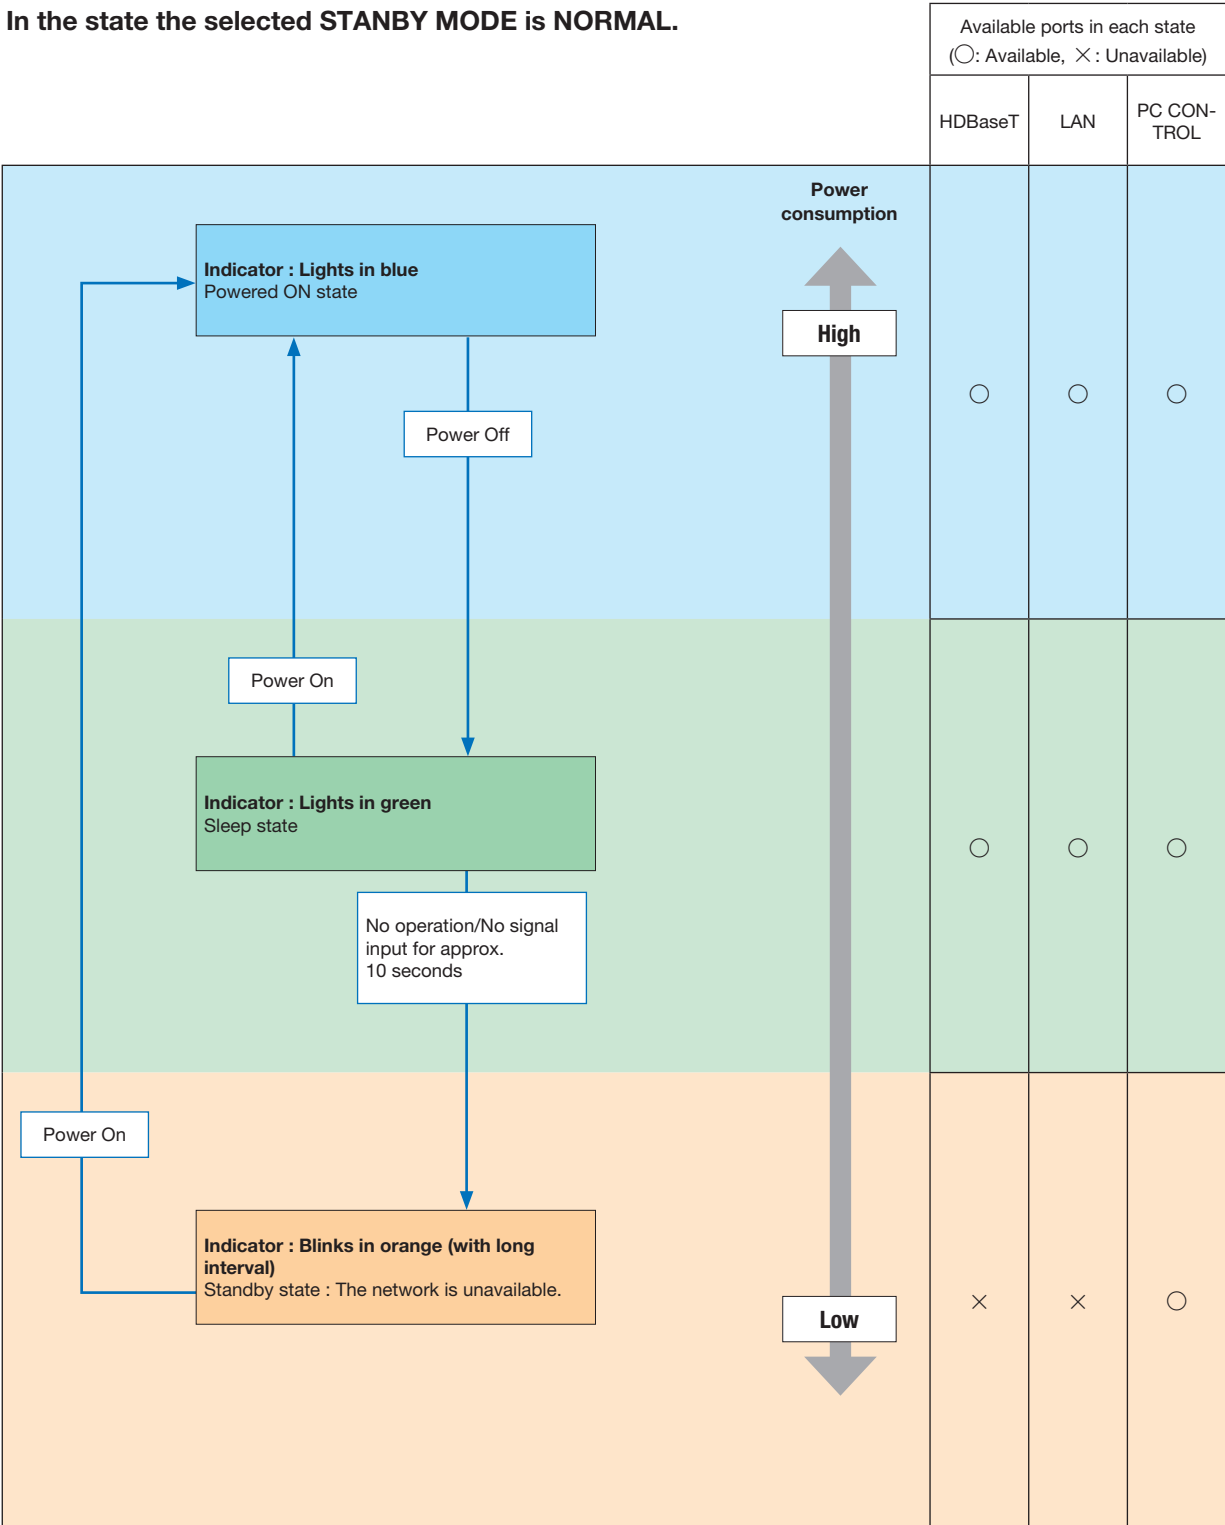 In the state the selected STANBY MODE is NORMAL.
Available ports in each state
(○: Available, ×: Unavailable)
HDBaseT
LAN
PC CON-
TROL
Power
consumption
Indicator : Lights in blue
Powered ON state
High
○
○
○
Power Off
Power On
Indicator : Lights in green
Sleep state
○
○
○
No operation/No signal
input for approx.
10 seconds
Power On
Indicator : Blinks in orange (with long
interval)
Standby state : The network is unavailable.
Low
×
×
○